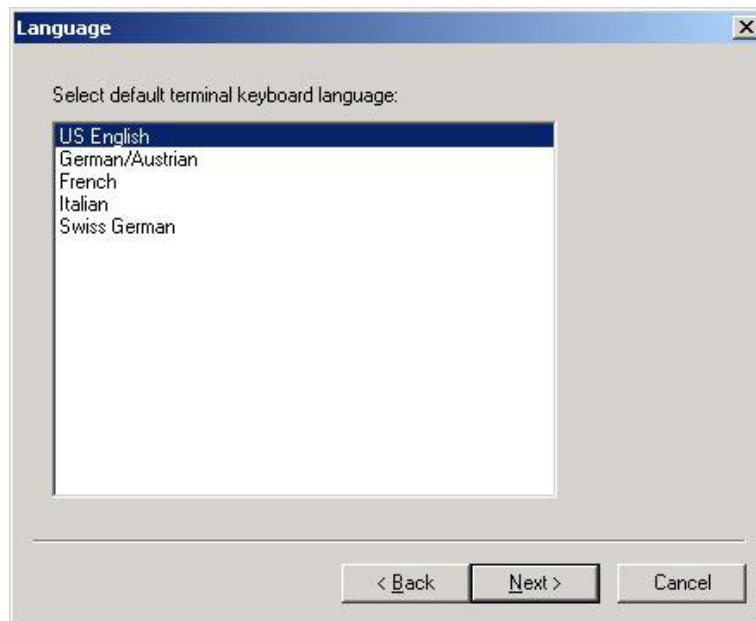 Language
Select default terminal keyboard language:
US English
German/Austrian
French
Italian
Swiss German
< Back
Next >
Cancel